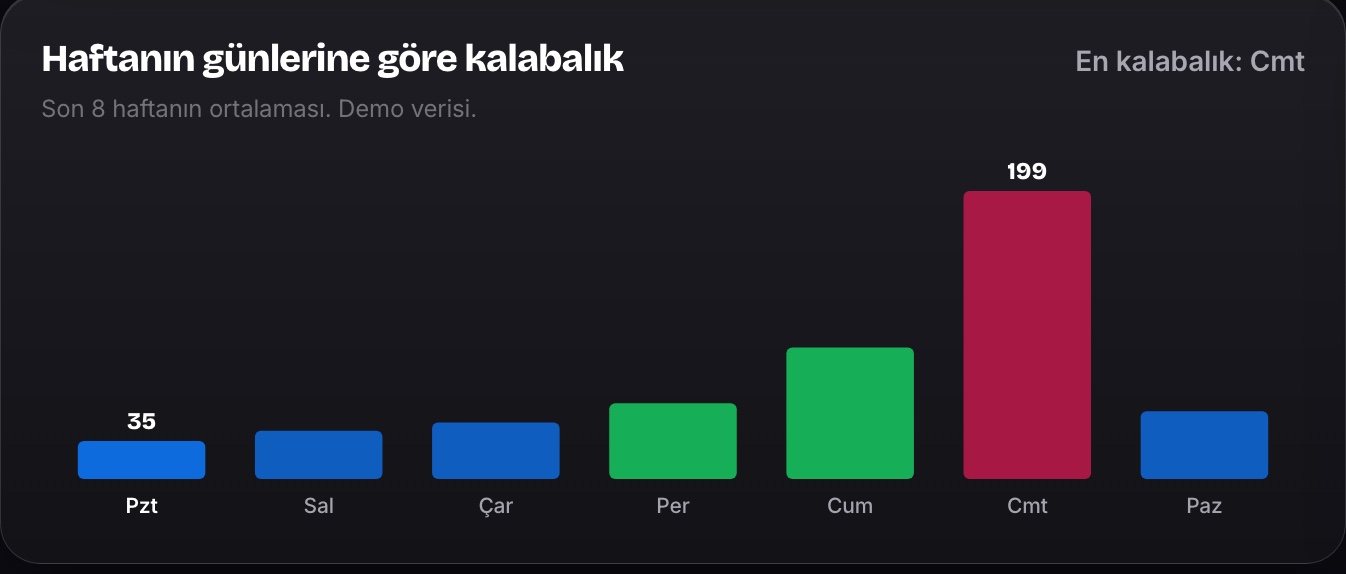 Haftanın günlerine göre kalabalık
En kalabalık: Cmt
Son 8 haftanın ortalaması. Demo verisi.
199
35
Pzt
Sal
Çar
Per
Cum
Cmt
Paz